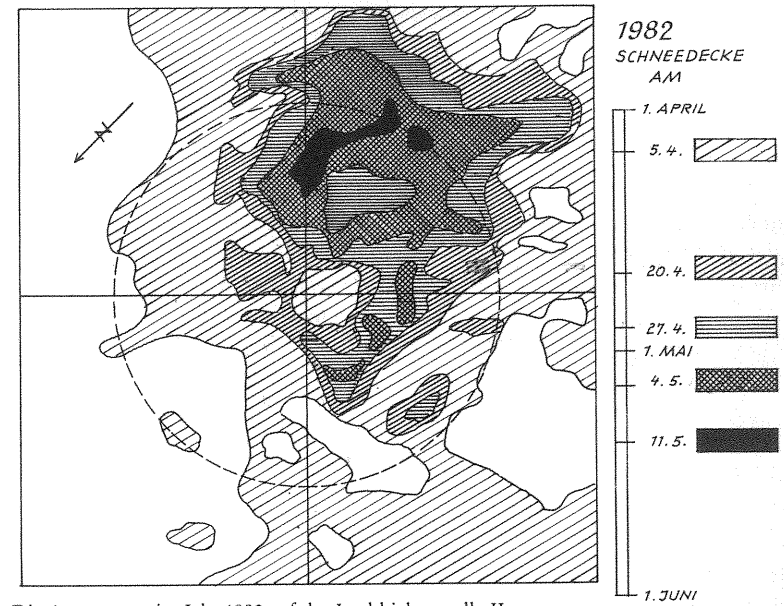 1982
SCHNEEDECKE
AM
1. APRIL
5.4.
20.4.
27.4.
1. MAI
4.5.
11.5.
1. JUNI
N